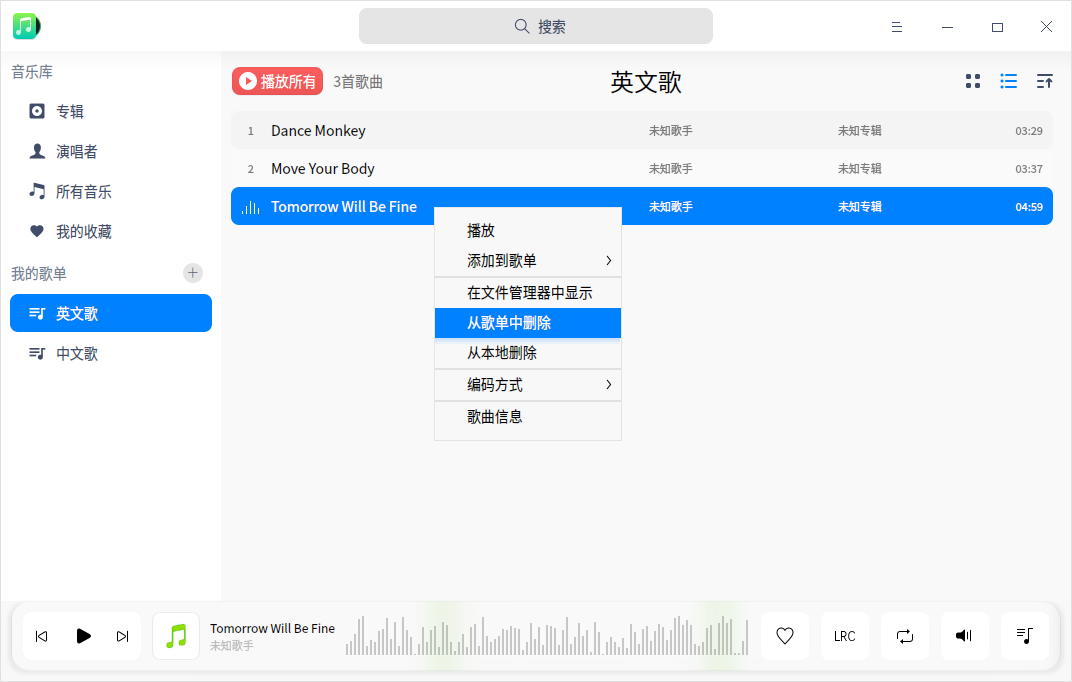 搜索
音乐库
专辑
演唱者
所有音乐
我的收藏
我的歌单
英文歌
中文歌
播放所有 3首歌曲 英文歌
1 Dance Monkey 未知歌手 未知专辑 03:29
2 Move Your Body 未知歌手 未知专辑 03:37
Tomorrow Will Be Fine 未知歌手 未知专辑 04:59
播放
添加到歌单
在文件管理器中显示
从歌单中删除
从本地删除
编码方式
歌曲信息
Tomorrow Will Be Fine
未知歌手
LRC